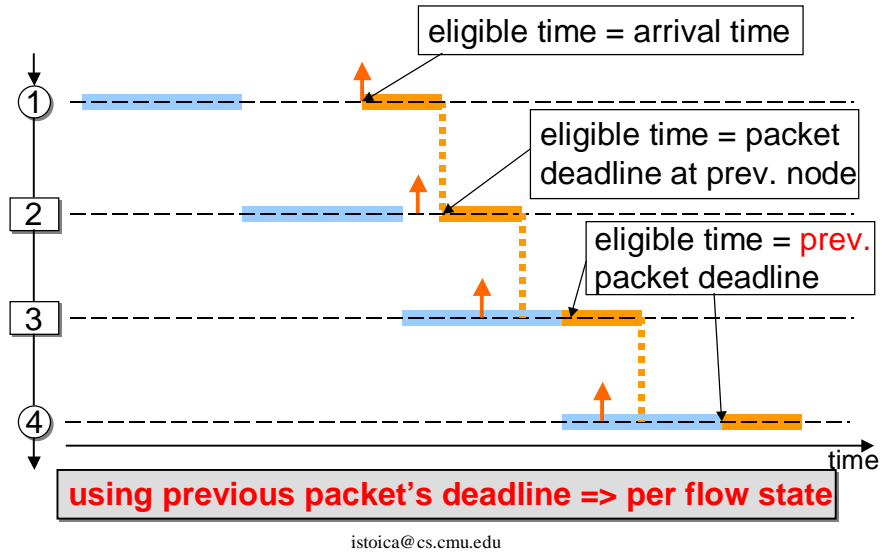 eligible time = arrival time
1
eligible time = packet
deadline at prev. node
2
eligible time = prev.
packet deadline
3
4
time
using previous packet's deadline => per flow state
istoica@cs.cmu.edu